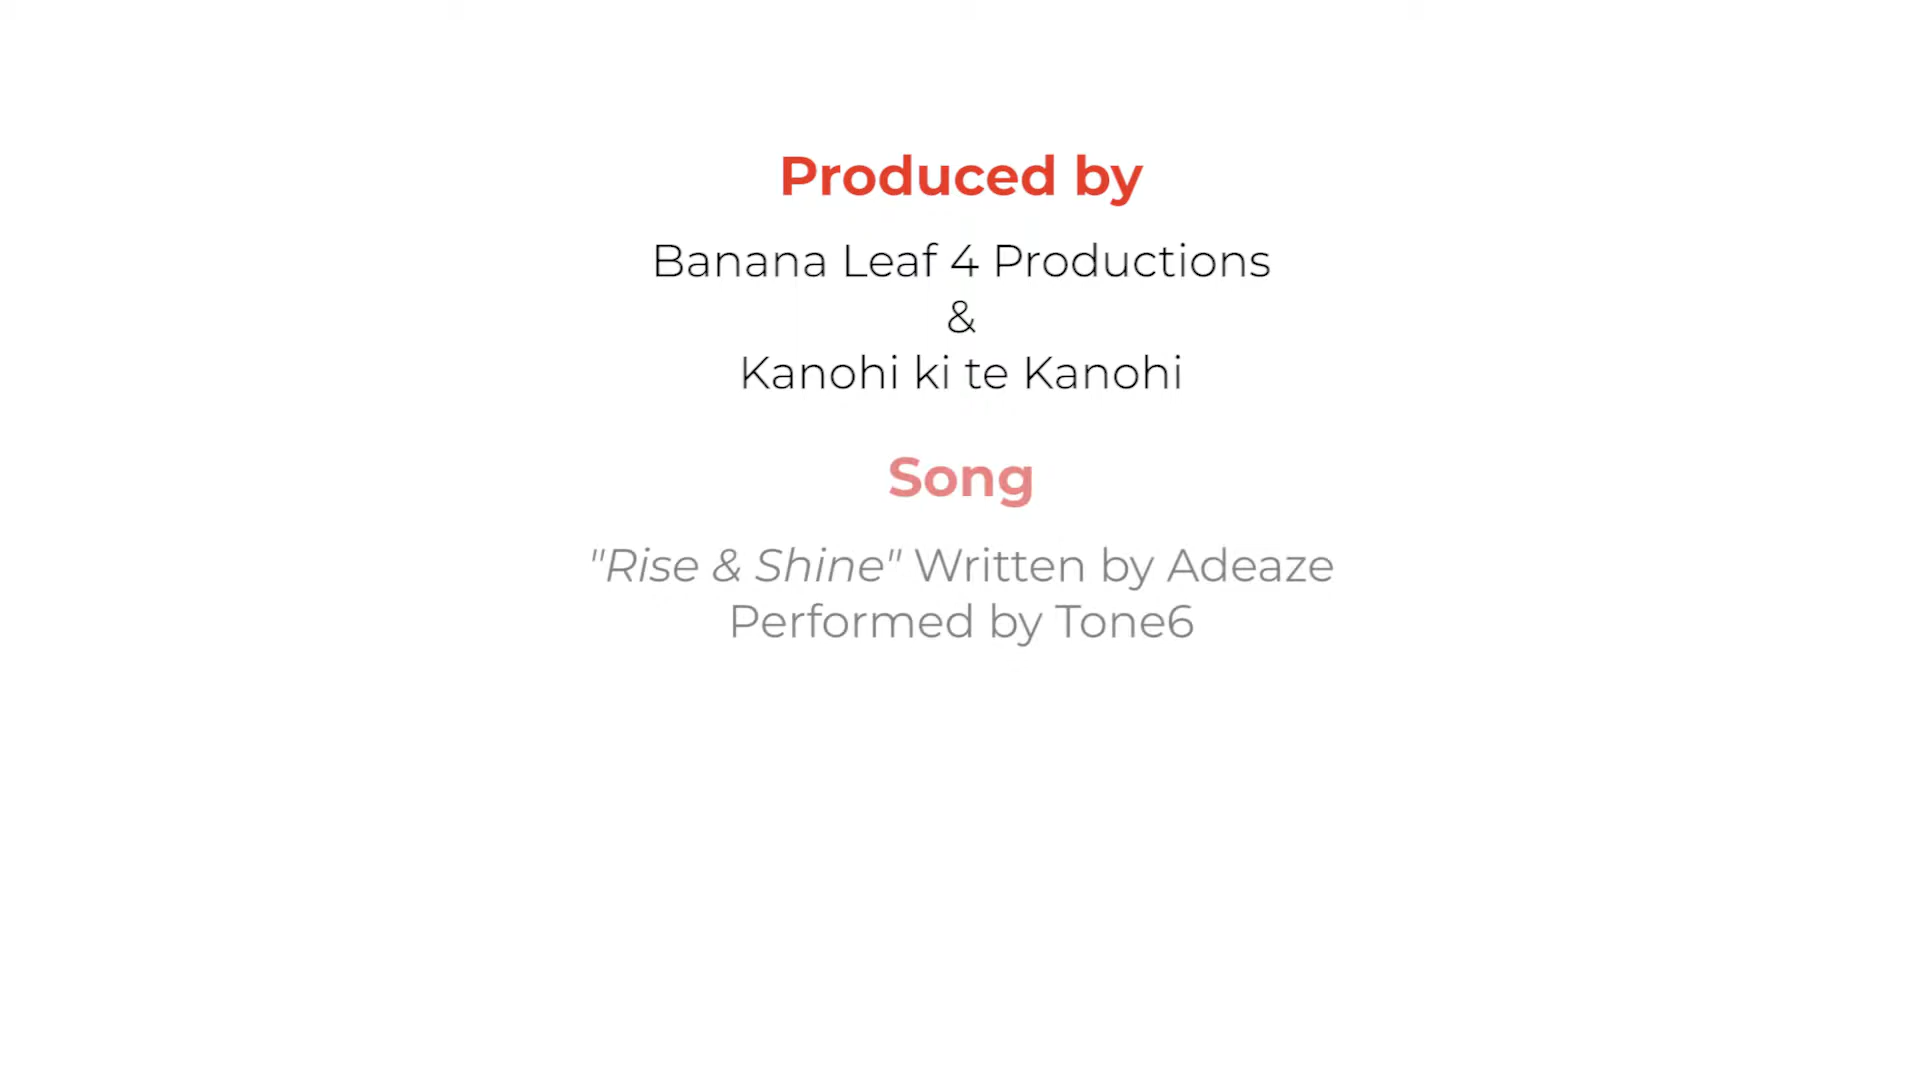 Produced by
Banana Leaf 4 Productions
&
Kanohi ki te Kanohi
Song
"Rise & Shine" Written by Adeaze
Performed by Tone6